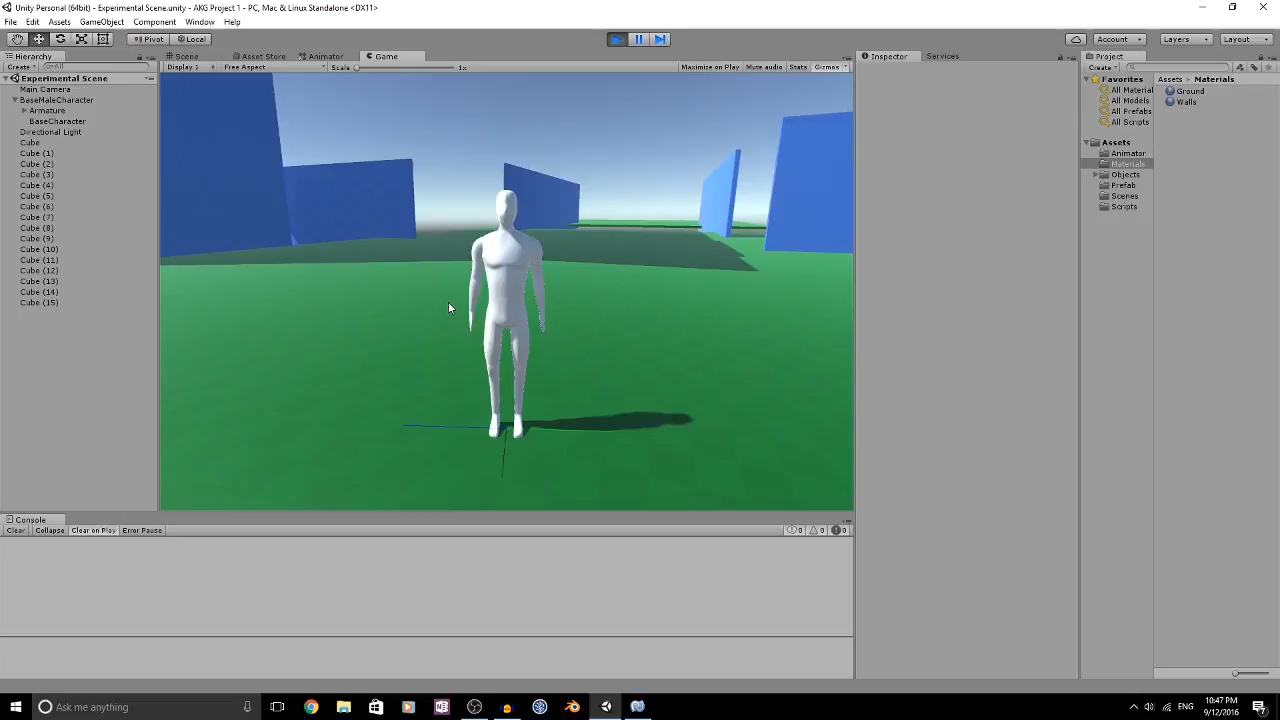 Unity Personal (64bit) - Experimental Scene.unity - AKG Project 1 - PC, Mac & Linux Standalone <DX11>
File Edit Assets GameObject Component Window Help
Pivot Local Account Layers Layout
Hierarchy Scene Asset Store Animator Game Inspector Services Project
Create All Display 1 Free Aspect Scale 1x Maximize on Play Mute audio Stats Gizmos Create
Experimental Scene
Main Camera
BaseMaleCharacter
Armature
BaseCharacter
Directional Light
Cube
Cube (1)
Cube (2)
Cube (3)
Cube (4)
Cube (5)
Cube (6)
Cube (7)
Cube (8)
Cube (9)
Cube (10)
Cube (11)
Cube (12)
Cube (13)
Cube (14)
Cube (15)
Favorites
All Material
All Models
All Prefabs
All Scripts
Assets
Animator
Materials
Objects
Prefab
Scenes
Scripts
Assets Materials
Ground
Walls
Console
Clear Collapse Clear on Play Error Pause 0 0 0
Ask me anything
10:47 PM
9/12/2016